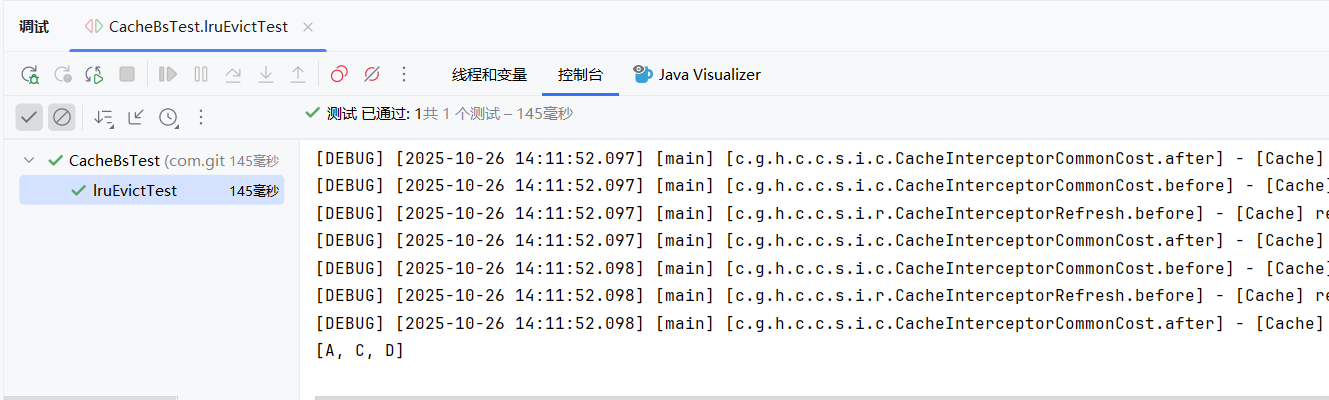 调试
CacheBsTest.lruEvictTest
线程和变量
控制台
Java Visualizer
测试 已通过: 1共 1 个测试 – 145毫秒
CacheBsTest (com.git 145毫秒
lruEvictTest 145毫秒
[DEBUG] [2025-10-26 14:11:52.097] [main] [c.g.h.c.c.s.i.c.CacheInterceptorCommonCost.after] - [Cache]
[DEBUG] [2025-10-26 14:11:52.097] [main] [c.g.h.c.c.s.i.c.CacheInterceptorCommonCost.before] - [Cache]
[DEBUG] [2025-10-26 14:11:52.097] [main] [c.g.h.c.c.s.i.r.CacheInterceptorRefresh.before] - [Cache] re
[DEBUG] [2025-10-26 14:11:52.097] [main] [c.g.h.c.c.s.i.c.CacheInterceptorCommonCost.after] - [Cache]
[DEBUG] [2025-10-26 14:11:52.098] [main] [c.g.h.c.c.s.i.c.CacheInterceptorCommonCost.before] - [Cache]
[DEBUG] [2025-10-26 14:11:52.098] [main] [c.g.h.c.c.s.i.r.CacheInterceptorRefresh.before] - [Cache] re
[DEBUG] [2025-10-26 14:11:52.098] [main] [c.g.h.c.c.s.i.c.CacheInterceptorCommonCost.after] - [Cache]
[A, C, D]